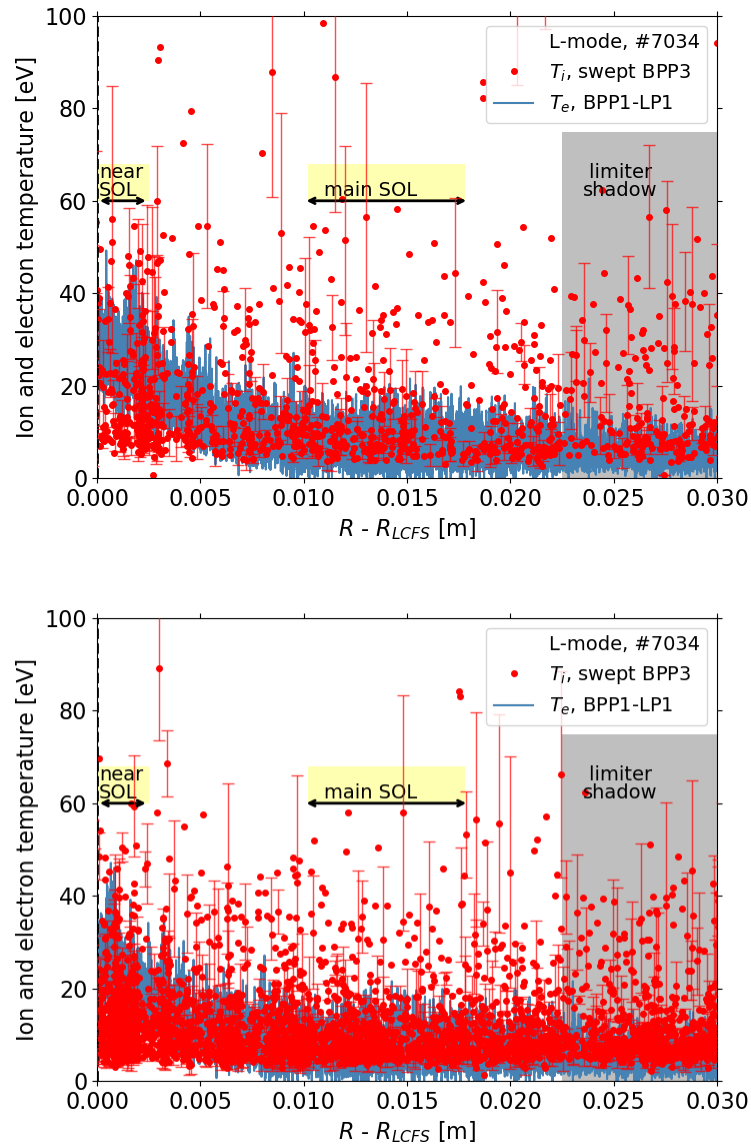 100
80
60
40
20
0
Ion and electron temperature [eV]
L-mode, #7034
T_i, swept BPP3
T_e, BPP1-LP1
near
SOL
main SOL
limiter
shadow
0.000 0.005 0.010 0.015 0.020 0.025 0.030
R - R_LCFS [m]
100
80
60
40
20
0
Ion and electron temperature [eV]
L-mode, #7034
T_i, swept BPP3
T_e, BPP1-LP1
near
SOL
main SOL
limiter
shadow
0.000 0.005 0.010 0.015 0.020 0.025 0.030
R - R_LCFS [m]